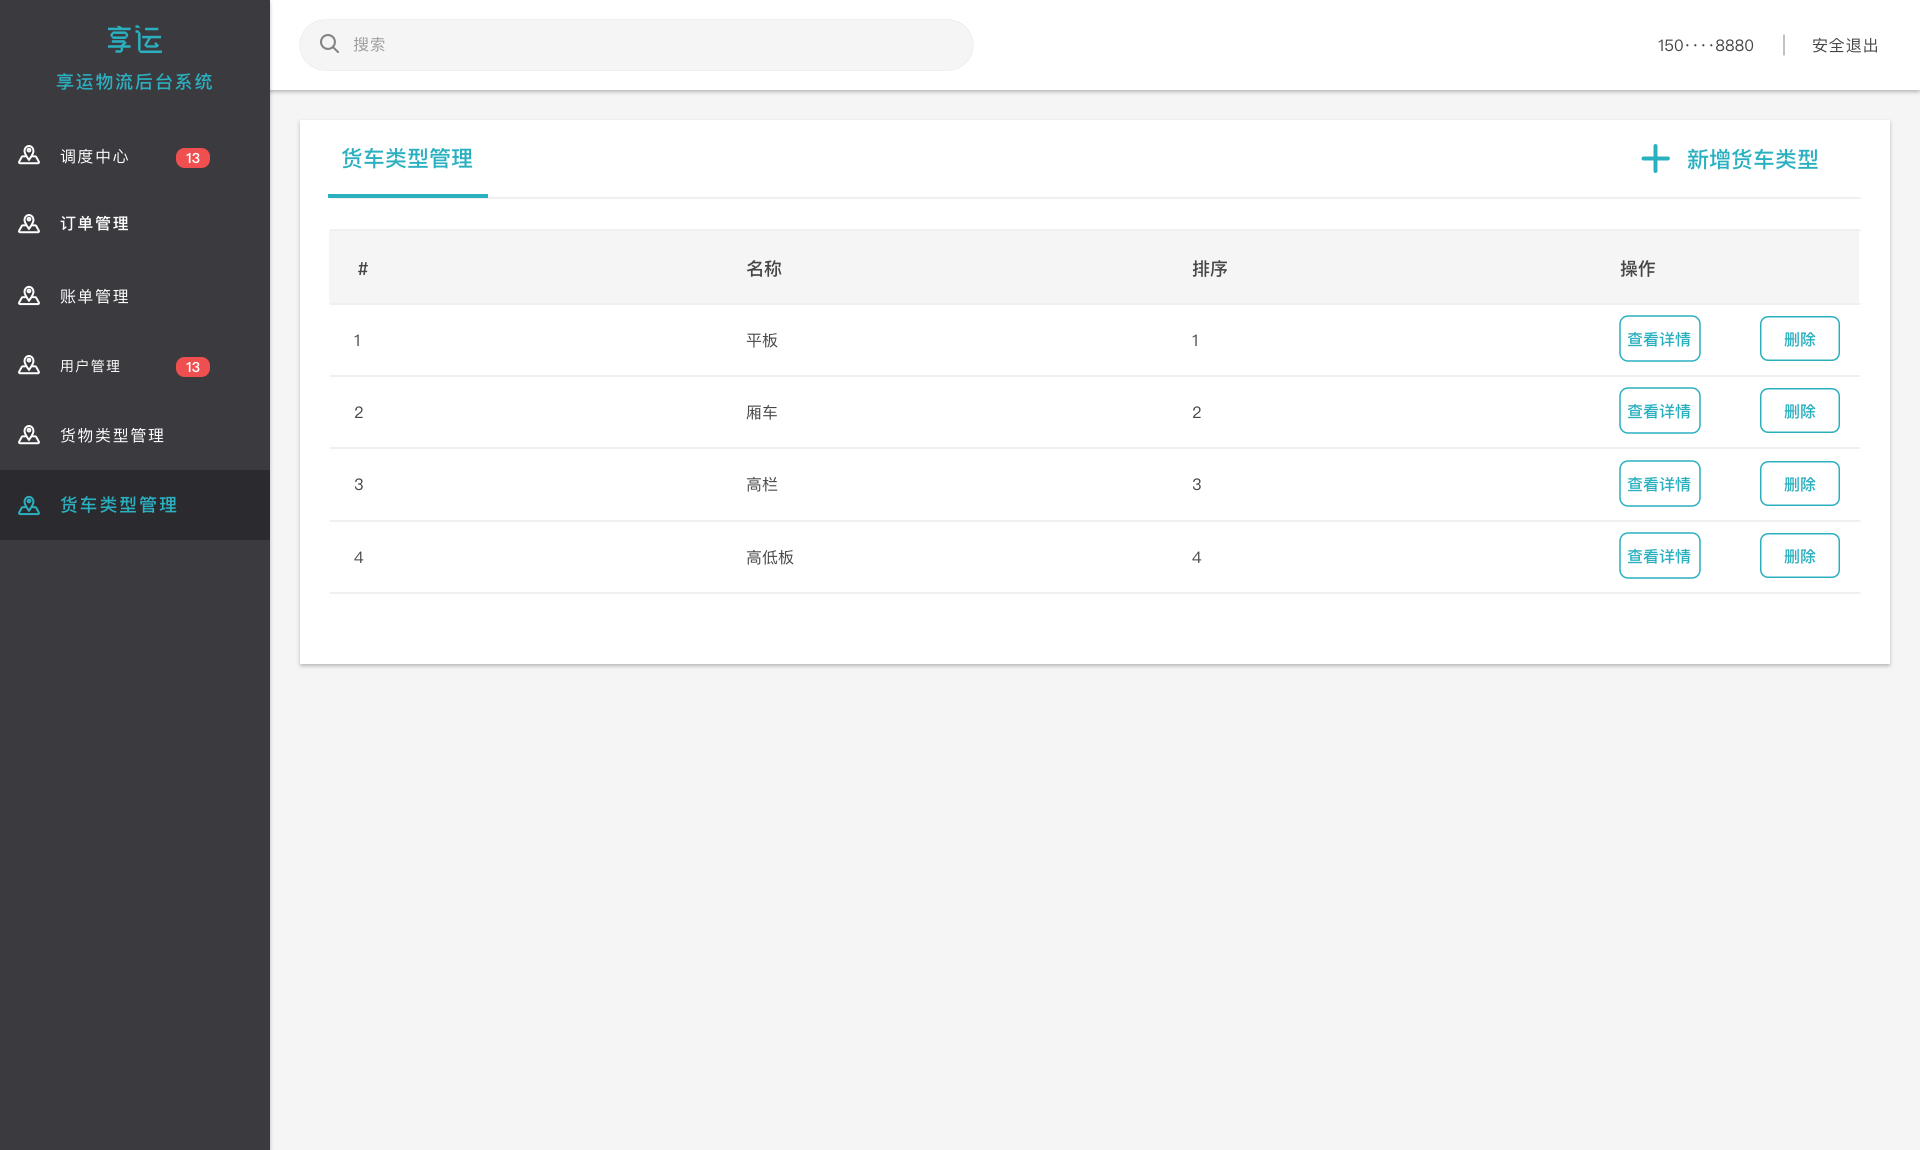 享运
享运物流后台系统
调度中心 13
订单管理
账单管理
用户管理 13
货物类型管理
货车类型管理
搜索
150····8880 安全退出
货车类型管理
新增货车类型
# 名称 排序 操作
1 平板 1 查看详情 删除
2 厢车 2 查看详情 删除
3 高栏 3 查看详情 删除
4 高低板 4 查看详情 删除